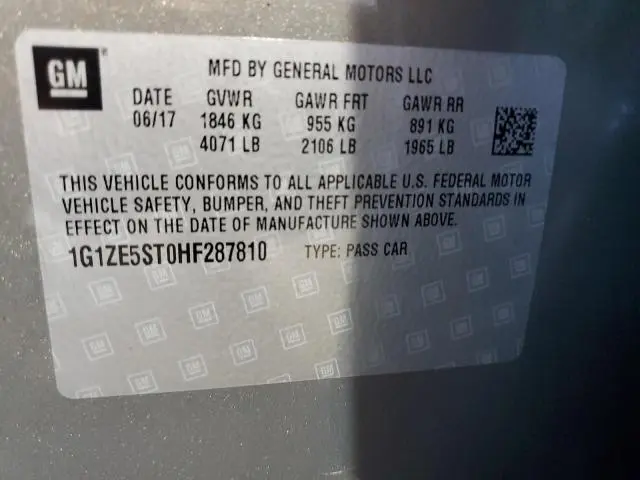 GM
MFD BY GENERAL MOTORS LLC
DATE GVWR GAWR FRT GAWR RR
06/17 1846 KG 955 KG 891 KG
4071 LB 2106 LB 1965 LB
THIS VEHICLE CONFORMS TO ALL APPLICABLE U.S. FEDERAL MOTOR
VEHICLE SAFETY, BUMPER, AND THEFT PREVENTION STANDARDS IN
EFFECT ON THE DATE OF MANUFACTURE SHOWN ABOVE.
1G1ZE5ST0HF287810 TYPE: PASS CAR